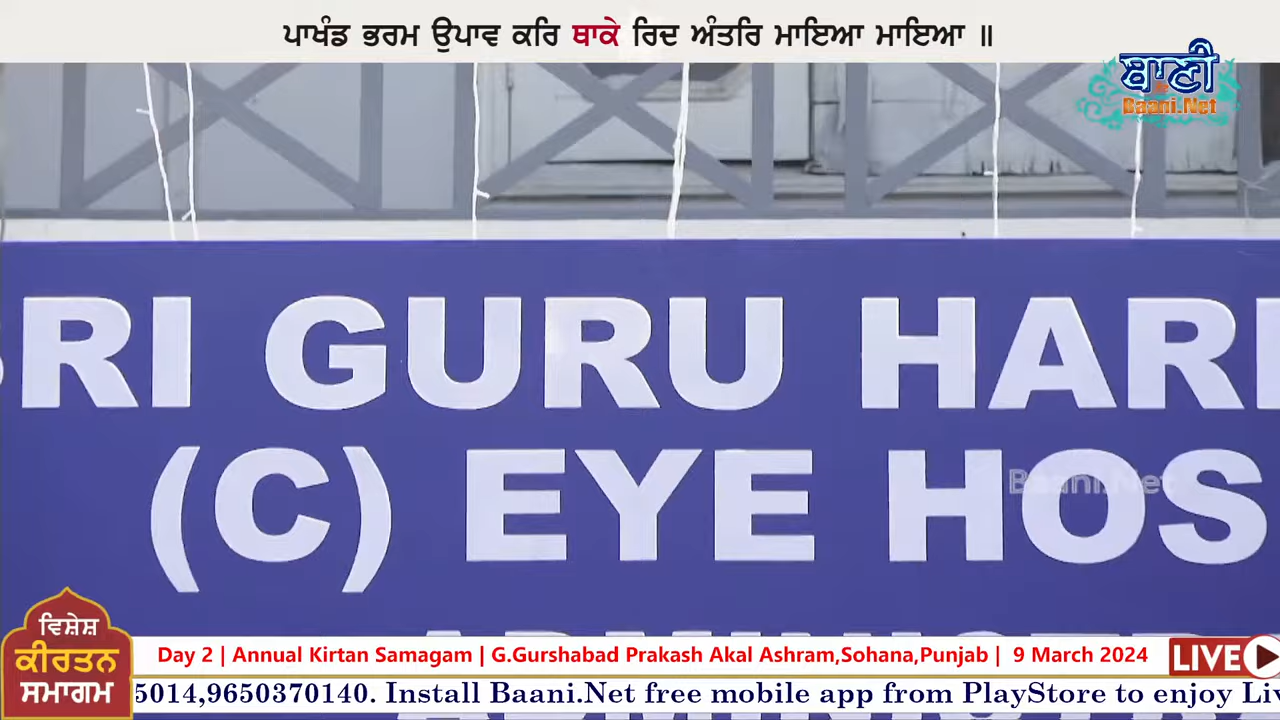 ਪਾਖੰਡ ਭਰਮ ਉਪਾਵ ਕਰਿ ਥਾਕੇ ਰਿਦ ਅੰਤਰਿ ਮਾਇਆ ਮਾਇਆ ॥
ਬਾਣੀ
Baani.Net
SRI GURU HARI
(C) EYE HOS
Baani.Net
ਵਿਸ਼ੇਸ਼
ਕੀਰਤਨ
ਸਮਾਗਮ
Day 2 | Annual Kirtan Samagam | G.Gurshabad Prakash Akal Ashram,Sohana,Punjab | 9 March 2024
LIVE
5014,9650370140. Install Baani.Net free mobile app from PlayStore to enjoy Liv